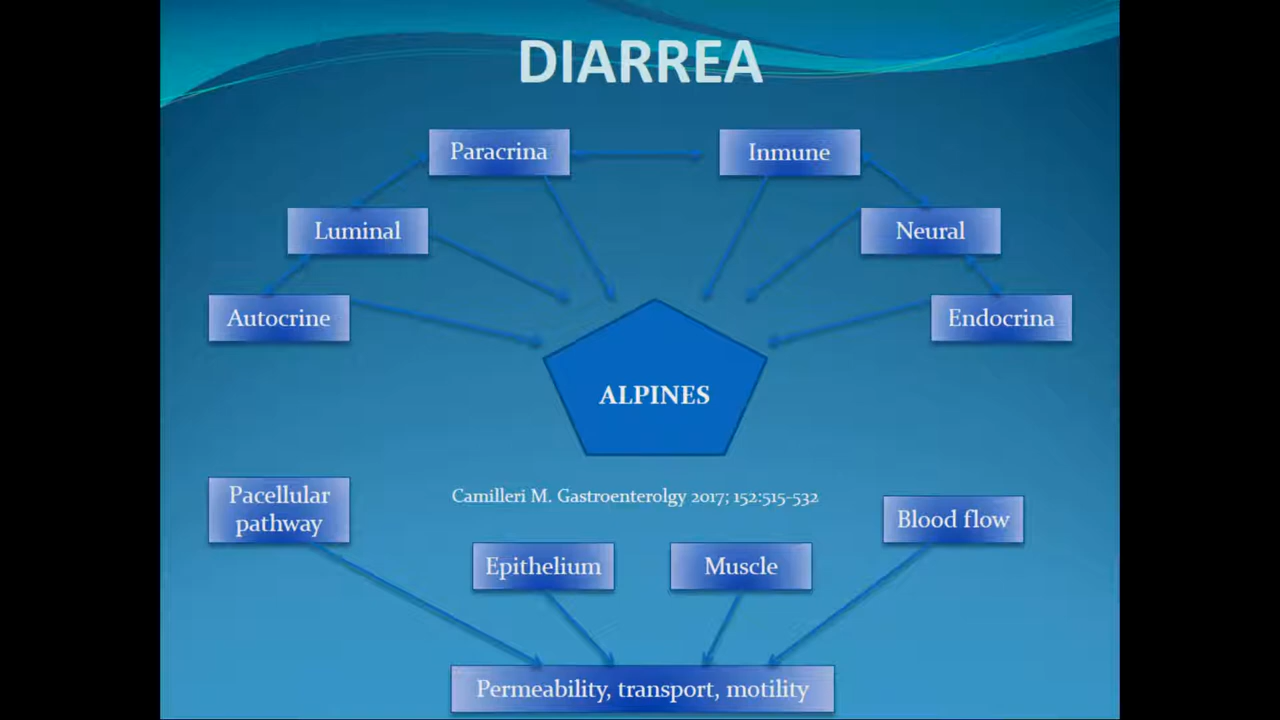 DIARREA
Paracrina
Inmune
Luminal
Neural
Autocrine
Endocrina
ALPINES
Pacellular
pathway
Camilleri M. Gastroenterolgy 2017; 152:515-532
Blood flow
Epithelium
Muscle
Permeability, transport, motility